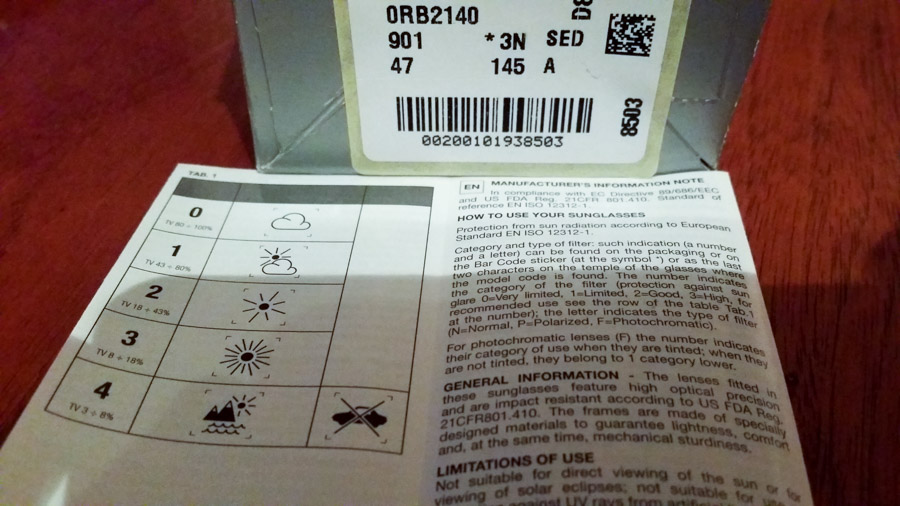 0RB2140
D8
901 *3N SED
47 145 A
8503
00200101938503
TAB. 1
0
TV 80 ÷ 100%
1
TV 43 ÷ 80%
2
TV 18 ÷ 43%
3
TV 8 ÷ 18%
4
TV 3 ÷ 8%
EN MANUFACTURER'S INFORMATION NOTE
In compliance with EC Directive 89/686/EEC
and US FDA Reg. 21CFR 801.410. Standard of
reference EN ISO 12312-1.
HOW TO USE YOUR SUNGLASSES
Protection from sun radiation according to European
Standard EN ISO 12312-1.
Category and type of filter: such indication (a number
and a letter) can be found on the packaging or on
the Bar Code sticker (at the symbol *) or as the last
two characters on the temple of the glasses where
the model code is found. The number indicates
the category of the filter (protection against sun
glare 0=Very limited, 1=Limited, 2=Good, 3=High, for
recommended use see the row of the table Tab.1
at the number); the letter indicates the type of filter
(N=Normal, P=Polarized, F=Photochromatic).
For photochromatic lenses (F) the number indicates
their category of use when they are tinted; when they
are not tinted, they belong to 1 category lower.
GENERAL INFORMATION - The lenses fitted in
these sunglasses feature high optical precision
and are impact resistant according to US FDA Reg.
21CFR801.410. The frames are made of specially
designed materials to guarantee lightness, comfort
and, at the same time, mechanical sturdiness.
LIMITATIONS OF USE
Not suitable for direct viewing of the sun or for
viewing of solar eclipses; not suitable for use
against UV rays from